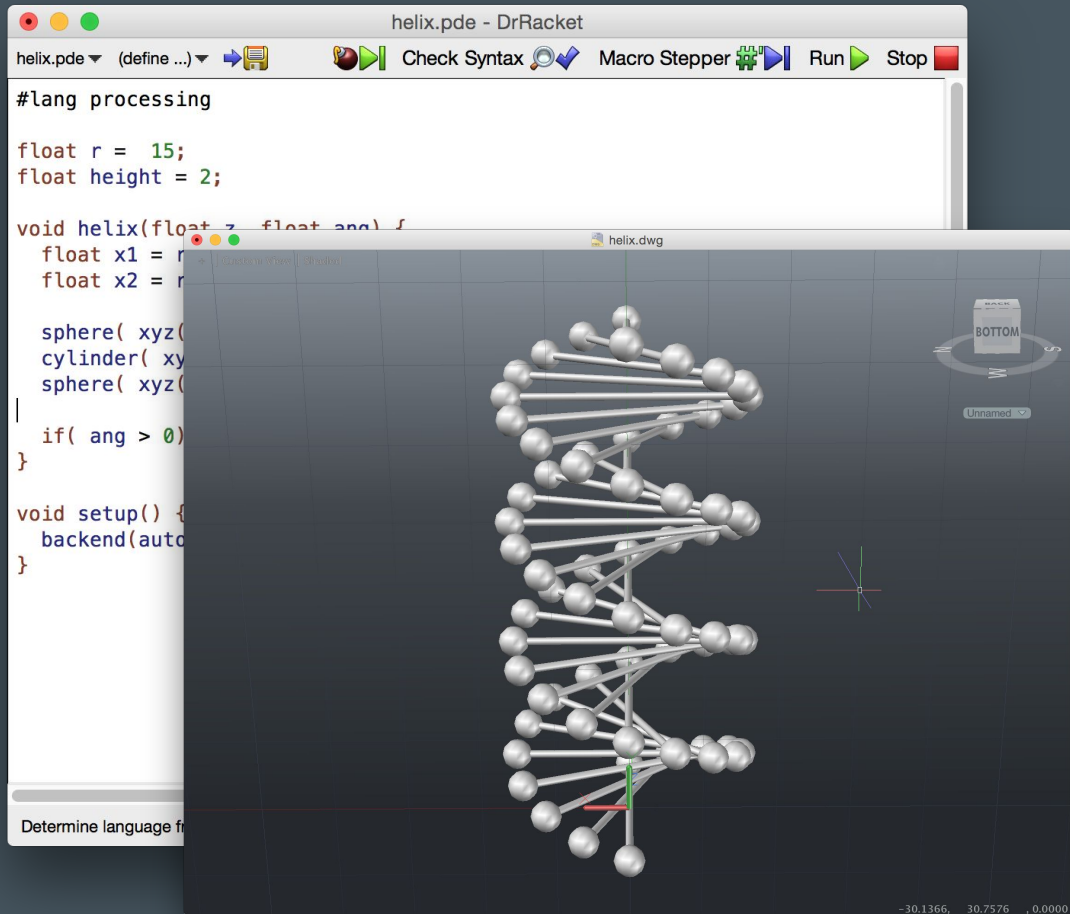 helix.pde - DrRacket
helix.pde (define ...) Check Syntax Macro Stepper Run Stop
#lang processing
float r =  15;
float height = 2;
void helix(float z, float ang) {
float x1 = r
float x2 = r
sphere( xyz(
cylinder( xy
sphere( xyz(
if( ang > 0)
}
void setup() {
backend(auto
}
Determine language fr
helix.dwg
BACK
BOTTOM
N
S
W
Unnamed
-30.1366, 30.7576 , 0.0000